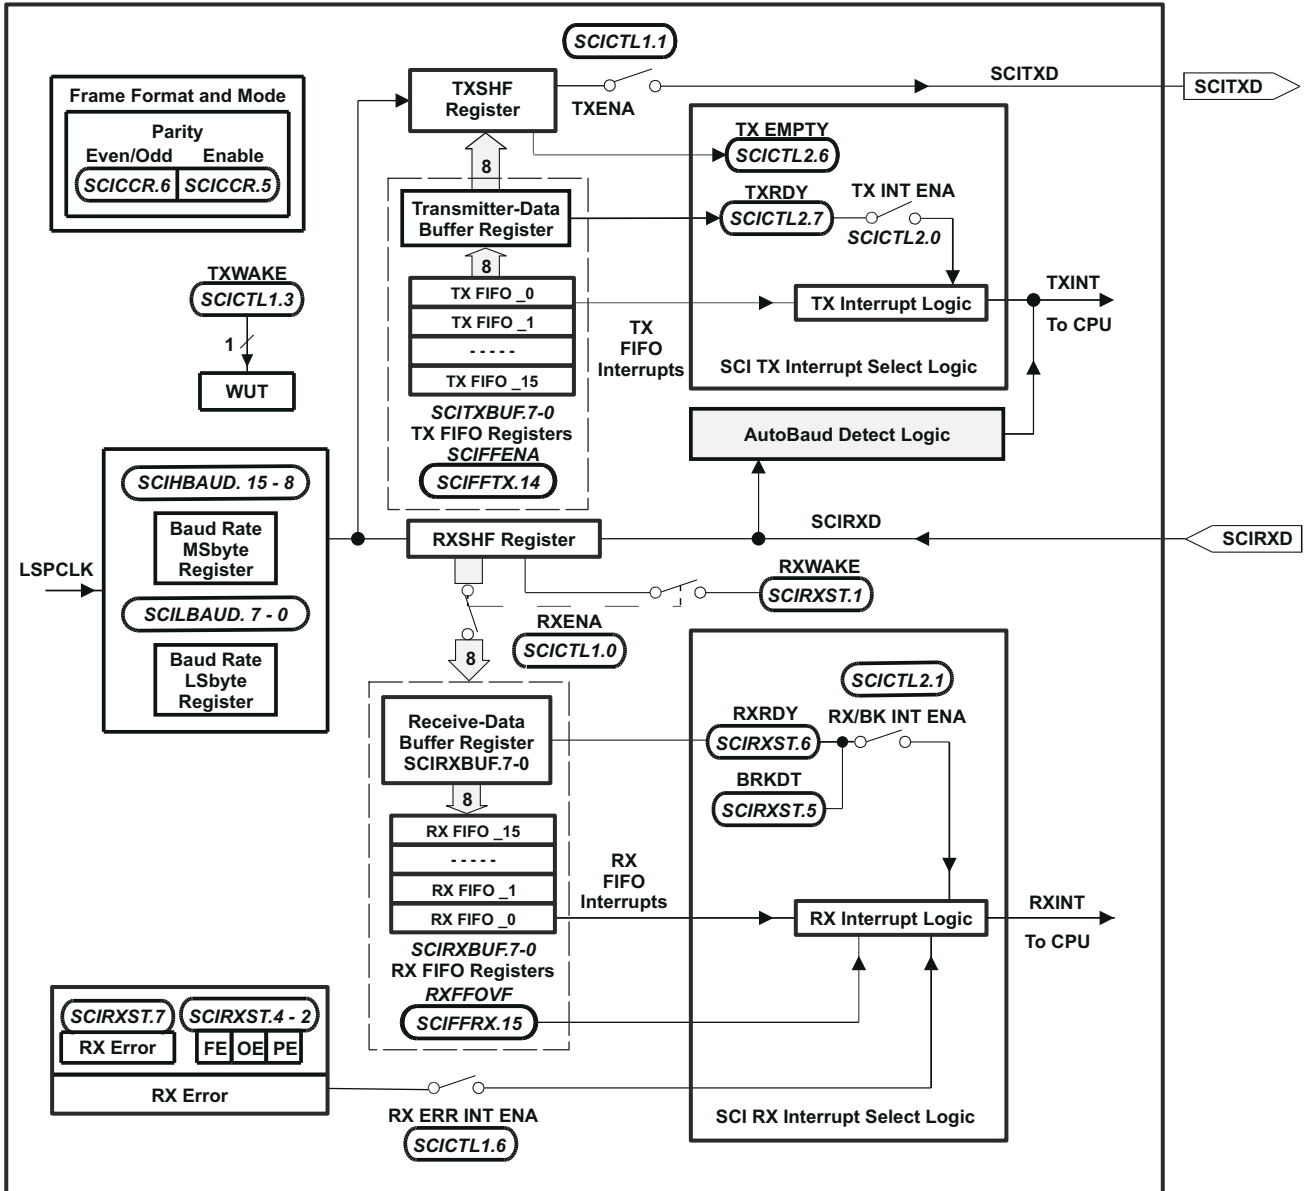 SCICTL1.1
TXSHF
Register
TXENA
SCITXD
SCITXD
Frame Format and Mode
Parity
Even/Odd Enable
SCICCR.6 SCICCR.5
TX EMPTY
SCICTL2.6
8
Transmitter-Data
Buffer Register
TXRDY
SCICTL2.7
TX INT ENA
SCICTL2.0
8
TX FIFO _0
TX FIFO _1
- - - - -
TX FIFO _15
TX
FIFO
Interrupts
TX Interrupt Logic
TXINT
To CPU
SCI TX Interrupt Select Logic
TXWAKE
SCICTL1.3
1
WUT
SCITXBUF.7-0
TX FIFO Registers
SCIFFENA
SCIFFTX.14
AutoBaud Detect Logic
LSPCLK
SCIHBAUD. 15 - 8
Baud Rate
MSbyte
Register
SCILBAUD. 7 - 0
Baud Rate
LSbyte
Register
RXSHF Register
SCIRXD
SCIRXD
RXWAKE
SCIRXST.1
RXENA
SCICTL1.0
8
Receive-Data
Buffer Register
SCIRXBUF.7-0
8
RX FIFO _15
- - - - -
RX FIFO _1
RX FIFO _0
SCIRXBUF.7-0
RX FIFO Registers
RXFFOVF
SCIFFRX.15
RX
FIFO
Interrupts
SCICTL2.1
RXRDY
SCIRXST.6
RX/BK INT ENA
BRKDT
SCIRXST.5
RX Interrupt Logic
RXINT
To CPU
SCI RX Interrupt Select Logic
SCIRXST.7 SCIRXST.4 - 2
RX Error FE OE PE
RX Error
RX ERR INT ENA
SCICTL1.6